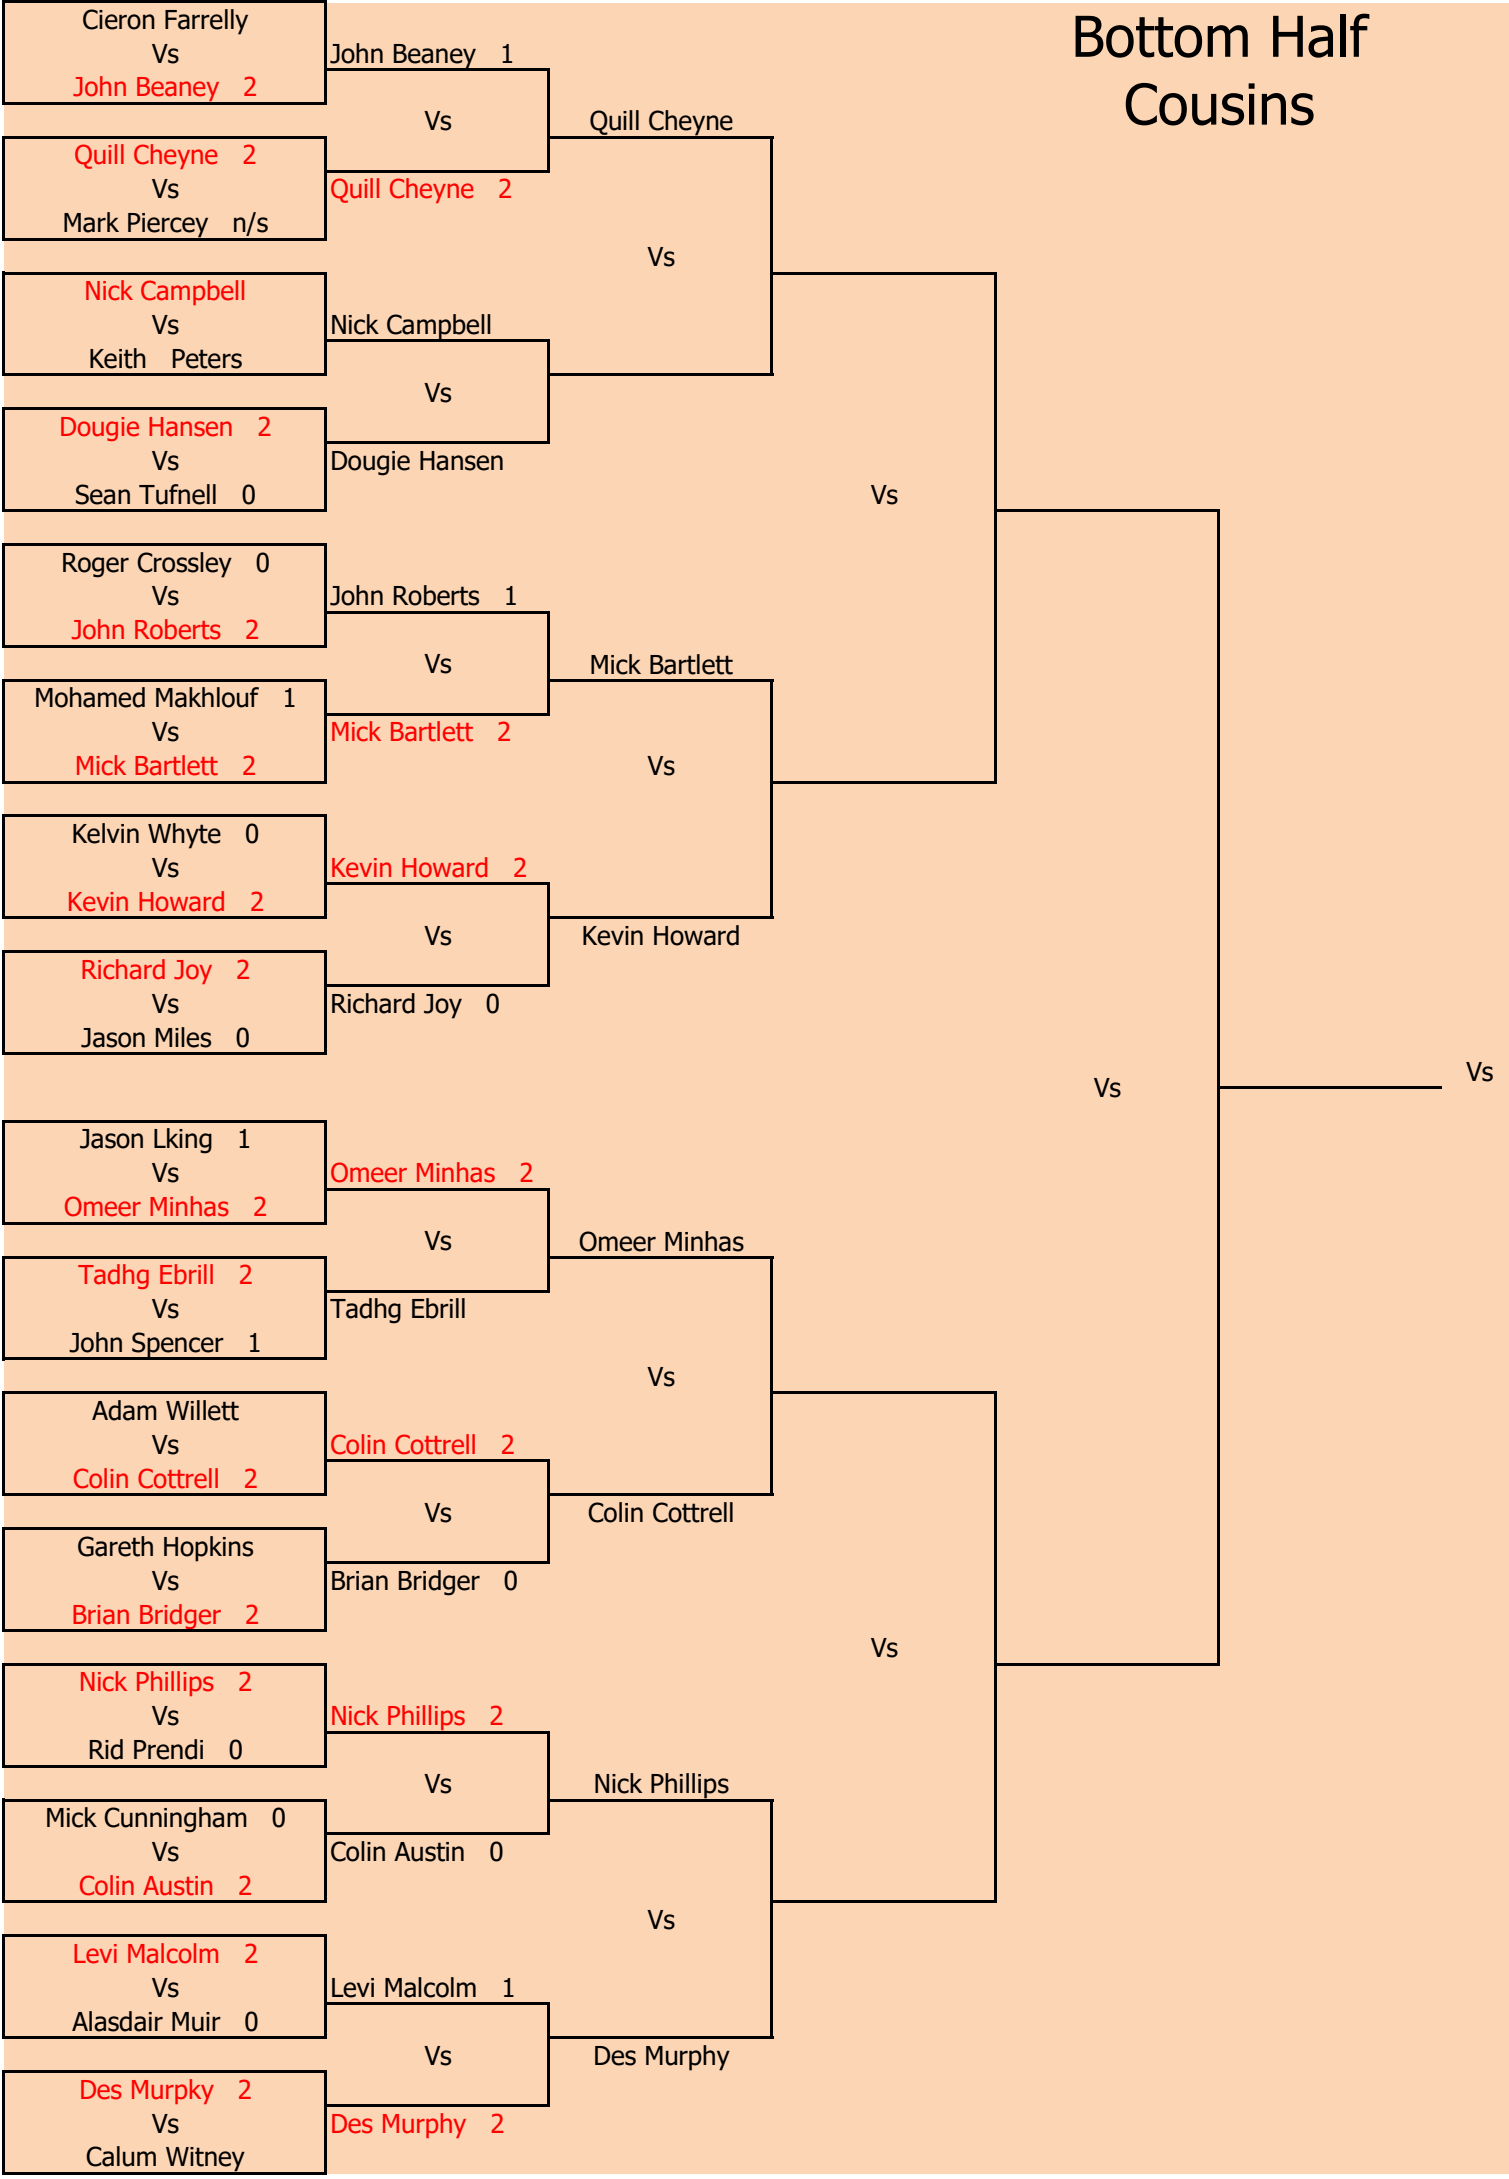 Bottom Half
Cousins
Cieron Farrelly
Vs
John Beaney 2
Quill Cheyne 2
Vs
Mark Piercey n/s
Nick Campbell
Vs
Keith Peters
Dougie Hansen 2
Vs
Sean Tufnell 0
Roger Crossley 0
Vs
John Roberts 2
Mohamed Makhlouf 1
Vs
Mick Bartlett 2
Kelvin Whyte 0
Vs
Kevin Howard 2
Richard Joy 2
Vs
Jason Miles 0
Jason Lking 1
Vs
Omeer Minhas 2
Tadhg Ebrill 2
Vs
John Spencer 1
Adam Willett
Vs
Colin Cottrell 2
Gareth Hopkins
Vs
Brian Bridger 2
Nick Phillips 2
Vs
Rid Prendi 0
Mick Cunningham 0
Vs
Colin Austin 2
Levi Malcolm 2
Vs
Alasdair Muir 0
Des Murpky 2
Vs
Calum Witney
John Beaney 1
Vs
Quill Cheyne 2
Nick Campbell
Vs
Dougie Hansen
John Roberts 1
Vs
Mick Bartlett 2
Kevin Howard 2
Vs
Richard Joy 0
Omeer Minhas 2
Vs
Tadhg Ebrill
Colin Cottrell 2
Vs
Brian Bridger 0
Nick Phillips 2
Vs
Colin Austin 0
Levi Malcolm 1
Vs
Des Murphy 2
Quill Cheyne
Vs
Mick Bartlett
Vs
Kevin Howard
Omeer Minhas
Vs
Colin Cottrell
Nick Phillips
Vs
Des Murphy
Vs
Vs
Vs
Vs